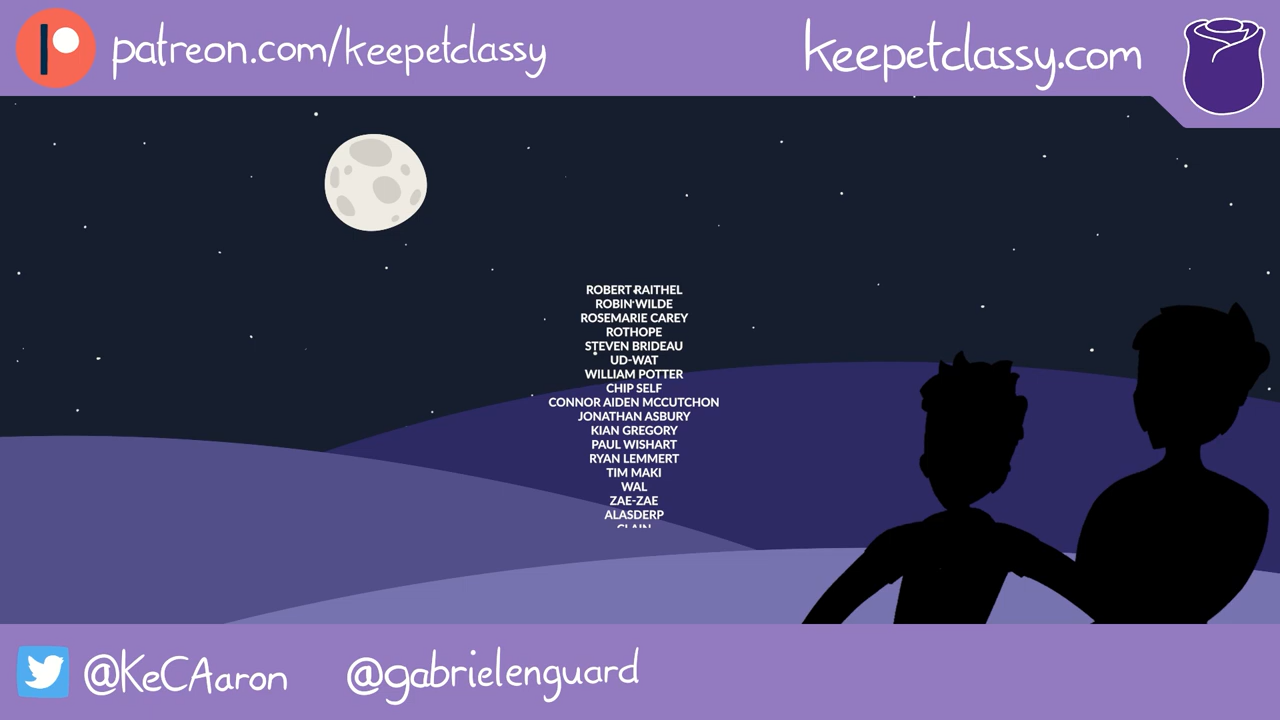 patreon.com/keepetclassy
keepetclassy.com
ROBERT RAITHEL
ROBIN WILDE
ROSEMARIE CAREY
ROTHOPE
STEVEN BRIDEAU
UD-WAT
WILLIAM POTTER
CHIP SELF
CONNOR AIDEN MCCUTCHON
JONATHAN ASBURY
KIAN GREGORY
PAUL WISHART
RYAN LEMMERT
TIM MAKI
WAL
ZAE-ZAE
ALASDERP
@KeCAaron
@gabrielenguard